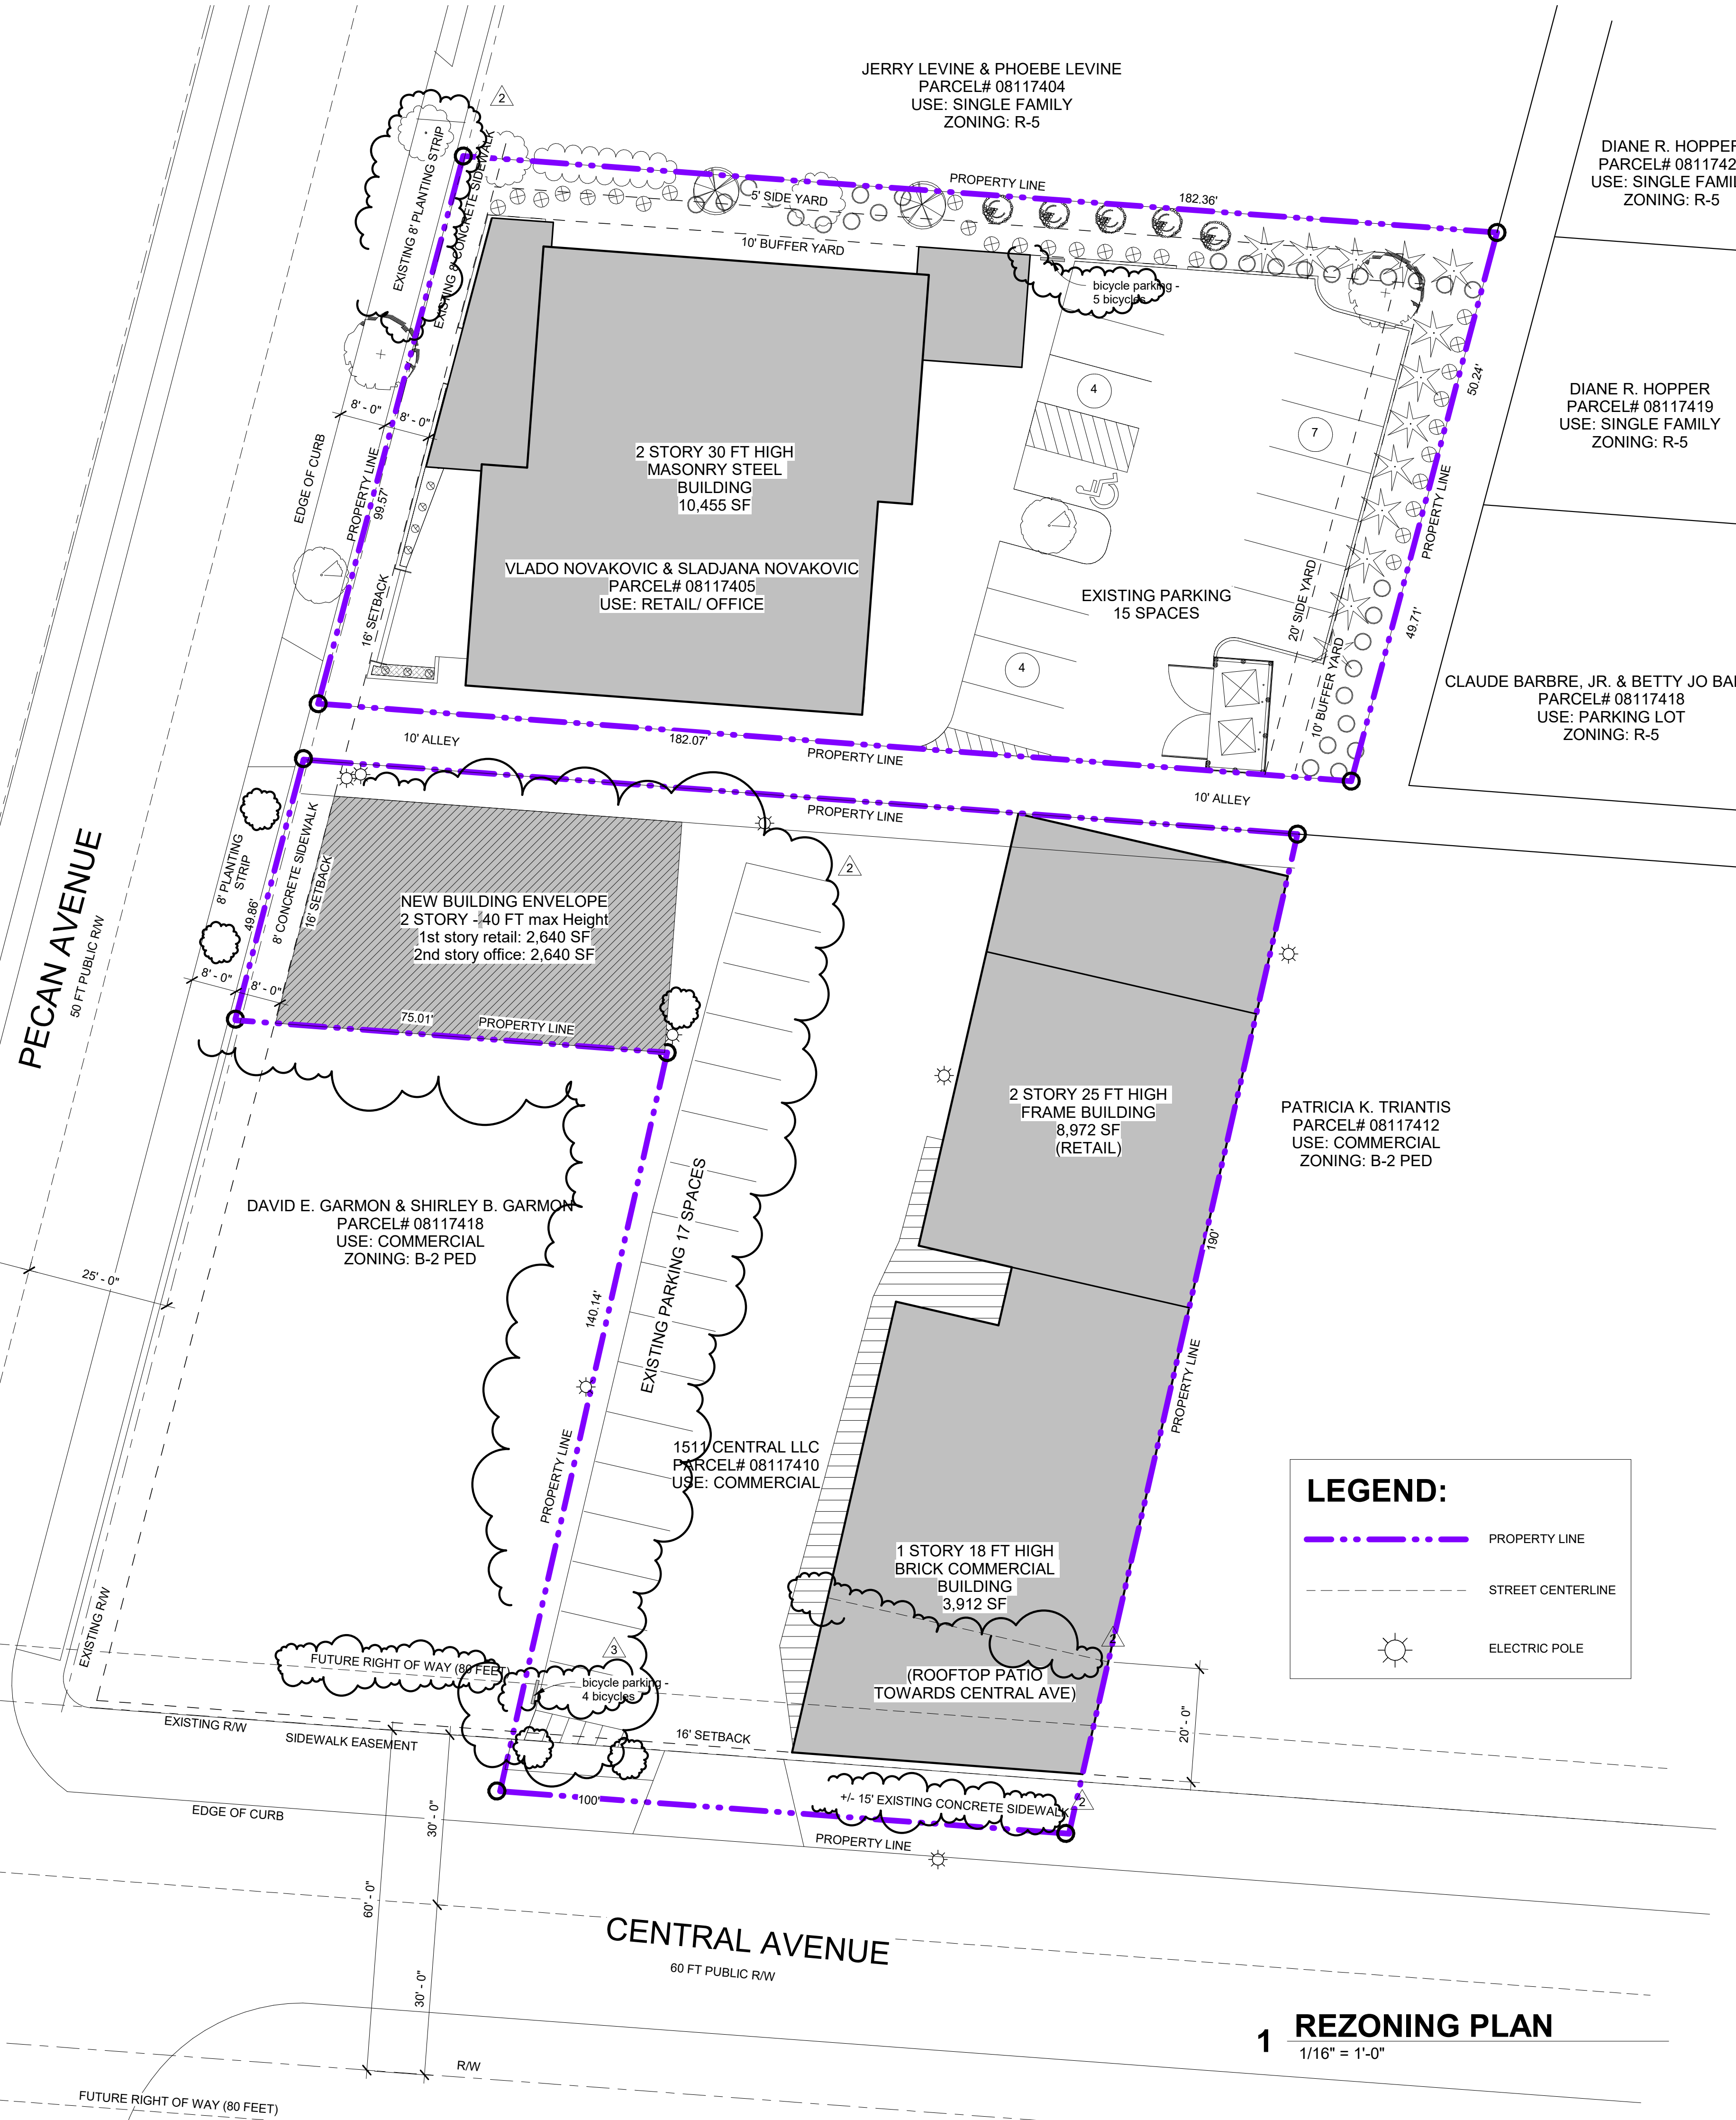 JERRY LEVINE & PHOEBE LEVINE
PARCEL# 08117404
USE: SINGLE FAMILY
ZONING: R-5
2
DIANE R. HOPPER
PARCEL# 0811742
USE: SINGLE FAMIL
ZONING: R-5
EXISTING 8' PLANTING STRIP
EXISTING 8' CONCRETE SIDEWALK
PROPERTY LINE
182.36'
5' SIDE YARD
10' BUFFER YARD
bicycle parking -
5 bicycles
50.24'
4
7
DIANE R. HOPPER
PARCEL# 08117419
USE: SINGLE FAMILY
ZONING: R-5
8' - 0"
8' - 0"
EDGE OF CURB
PROPERTY LINE
99.57'
16' SETBACK
2 STORY 30 FT HIGH
MASONRY STEEL
BUILDING
10,455 SF
VLADO NOVAKOVIC & SLADJANA NOVAKOVIC
PARCEL# 08117405
USE: RETAIL/ OFFICE
EXISTING PARKING
15 SPACES
4
20' SIDE YARD
10' BUFFER YARD
PROPERTY LINE
49.71'
CLAUDE BARBRE, JR. & BETTY JO BA
PARCEL# 08117418
USE: PARKING LOT
ZONING: R-5
10' ALLEY
182.07'
PROPERTY LINE
10' ALLEY
PROPERTY LINE
2
PECAN AVENUE
50 FT PUBLIC R/W
8' PLANTING
STRIP
49.86'
8' CONCRETE SIDEWALK
16' SETBACK
8' - 0"
8' - 0"
NEW BUILDING ENVELOPE
2 STORY - 40 FT max Height
1st story retail: 2,640 SF
2nd story office: 2,640 SF
75.01'
PROPERTY LINE
2 STORY 25 FT HIGH
FRAME BUILDING
8,972 SF
(RETAIL)
PATRICIA K. TRIANTIS
PARCEL# 08117412
USE: COMMERCIAL
ZONING: B-2 PED
DAVID E. GARMON & SHIRLEY B. GARMON
PARCEL# 08117418
USE: COMMERCIAL
ZONING: B-2 PED
25' - 0"
EXISTING PARKING 17 SPACES
140.14'
PROPERTY LINE
190'
PROPERTY LINE
1511 CENTRAL LLC
PARCEL# 08117410
USE: COMMERCIAL
1 STORY 18 FT HIGH
BRICK COMMERCIAL
BUILDING
3,912 SF
(ROOFTOP PATIO
TOWARDS CENTRAL AVE)
2
LEGEND:
PROPERTY LINE
STREET CENTERLINE
ELECTRIC POLE
EXISTING R/W
3
FUTURE RIGHT OF WAY (80 FEET)
bicycle parking -
4 bicycles
EXISTING R/W
SIDEWALK EASEMENT
16' SETBACK
20' - 0"
100'
+/- 15' EXISTING CONCRETE SIDEWALK
2
PROPERTY LINE
EDGE OF CURB
30' - 0"
60' - 0"
30' - 0"
CENTRAL AVENUE
60 FT PUBLIC R/W
R/W
FUTURE RIGHT OF WAY (80 FEET)
1
REZONING PLAN
1/16" = 1'-0"